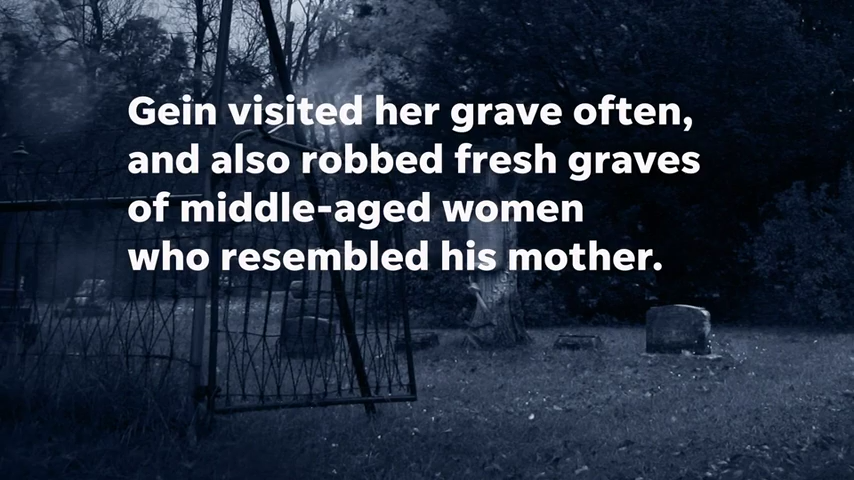 Gein visited her grave often,
and also robbed fresh graves
of middle-aged women
who resembled his mother.